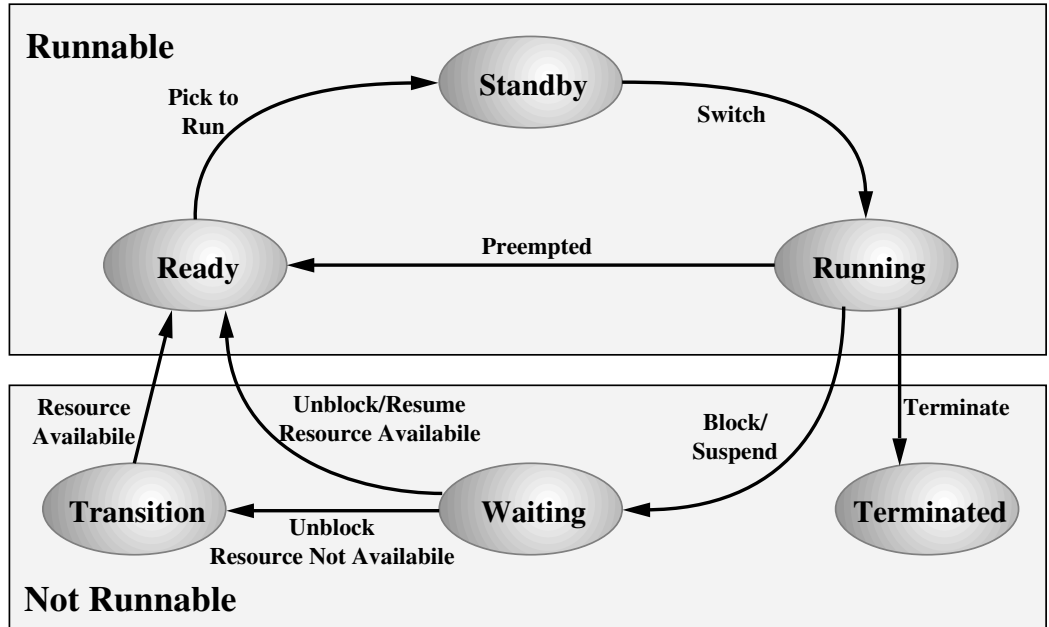 Runnable
Standby
Pick to
Run
Switch
Ready
Preempted
Running
Resource
Availabile
Unblock/Resume
Resource Availabile
Block/
Suspend
Terminate
Transition
Waiting
Terminated
Unblock
Resource Not Availabile
Not Runnable